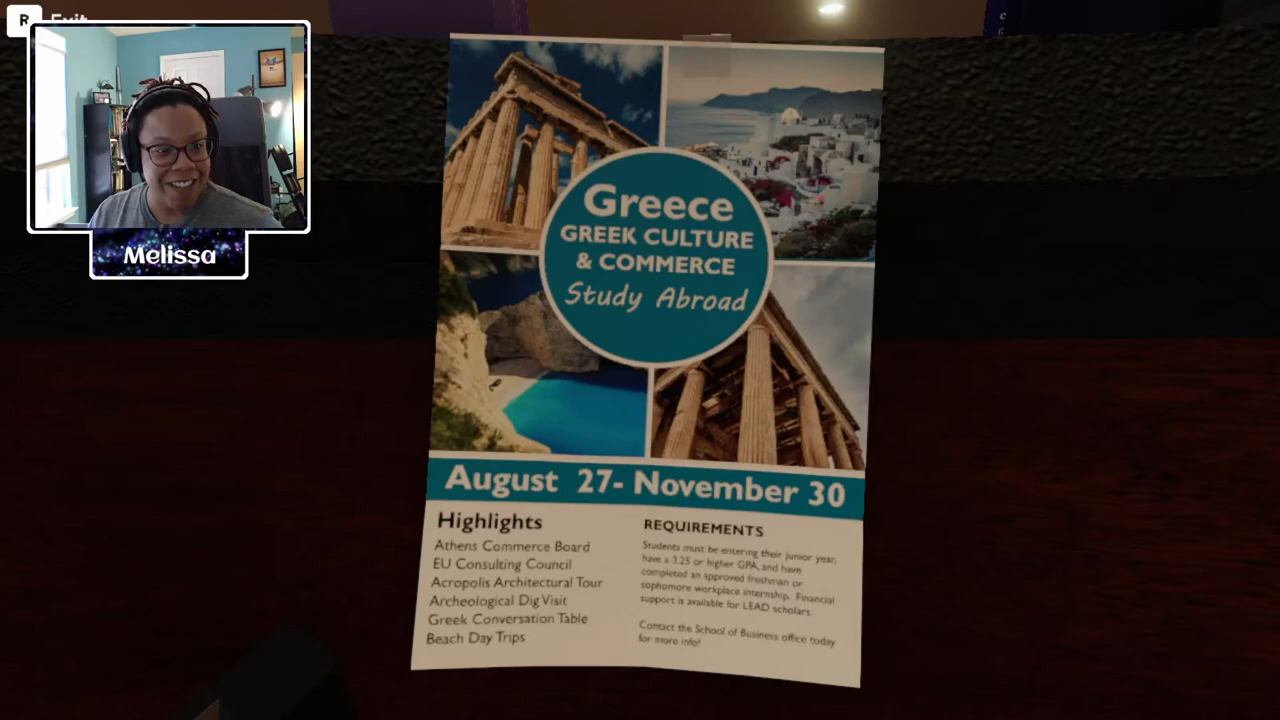 R Exit
Melissa
Greece
GREEK CULTURE
& COMMERCE
Study Abroad
August 27- November 30
Highlights
Athens Commerce Board
EU Consulting Council
Acropolis Architectural Tour
Archeological Dig Visit
Greek Conversation Table
Beach Day Trips
REQUIREMENTS
Students must be entering their junior year,
have a 3.25 or higher GPA, and have
completed an approved freshman or
sophomore workplace internship. Financial
support is available for LEAD scholars.
Contact the School of Business office today
for more info!